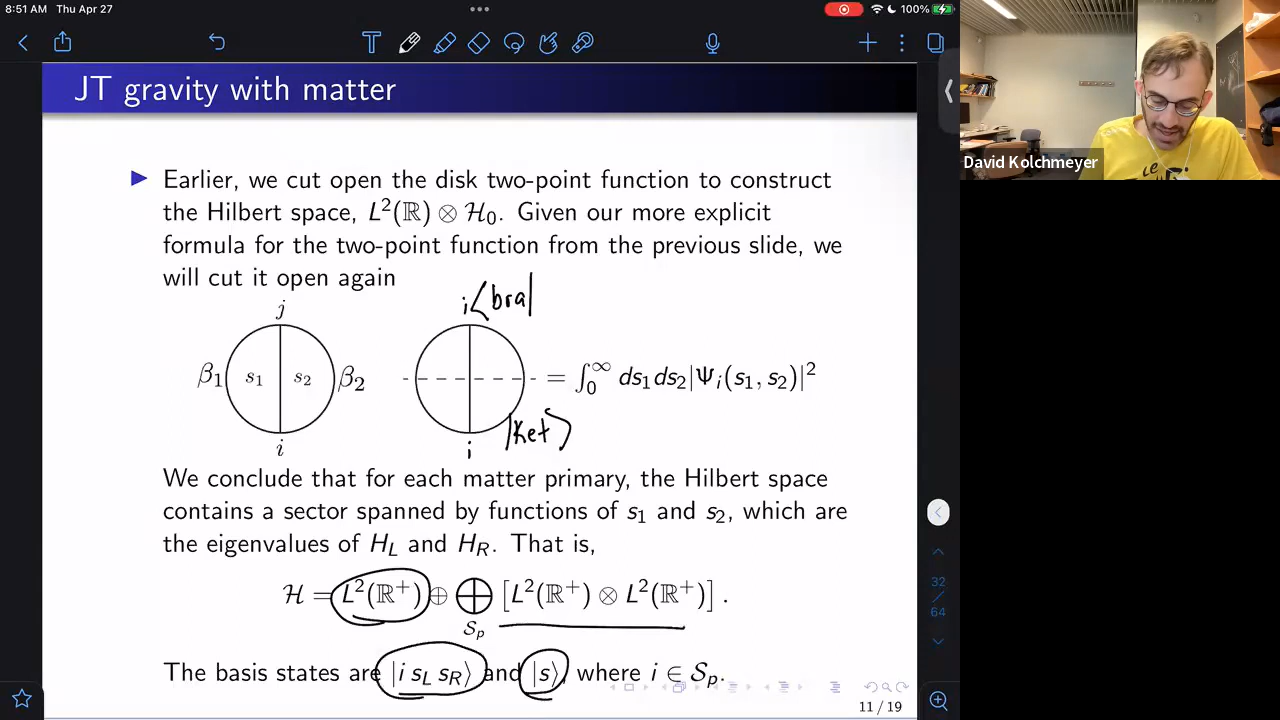 8:51 AM Thu Apr 27
100%
JT gravity with matter
Earlier, we cut open the disk two-point function to construct
the Hilbert space, L²(ℝ) ⊗ ℋ₀. Given our more explicit
formula for the two-point function from the previous slide, we
will cut it open again
j
i ⟨bra|
β₁ s₁ s₂ β₂
= ∫₀^∞ ds₁ds₂|Ψᵢ(s₁, s₂)|²
|ket⟩
i
i
We conclude that for each matter primary, the Hilbert space
contains a sector spanned by functions of s₁ and s₂, which are
the eigenvalues of H_L and H_R. That is,
ℋ = L²(ℝ⁺) ⊕ ⨁_{𝒮_p} [L²(ℝ⁺) ⊗ L²(ℝ⁺)] .
The basis states are |i s_L s_R⟩ and |s⟩, where i ∈ 𝒮_p.
11 / 19
32
/
64
David Kolchmeyer